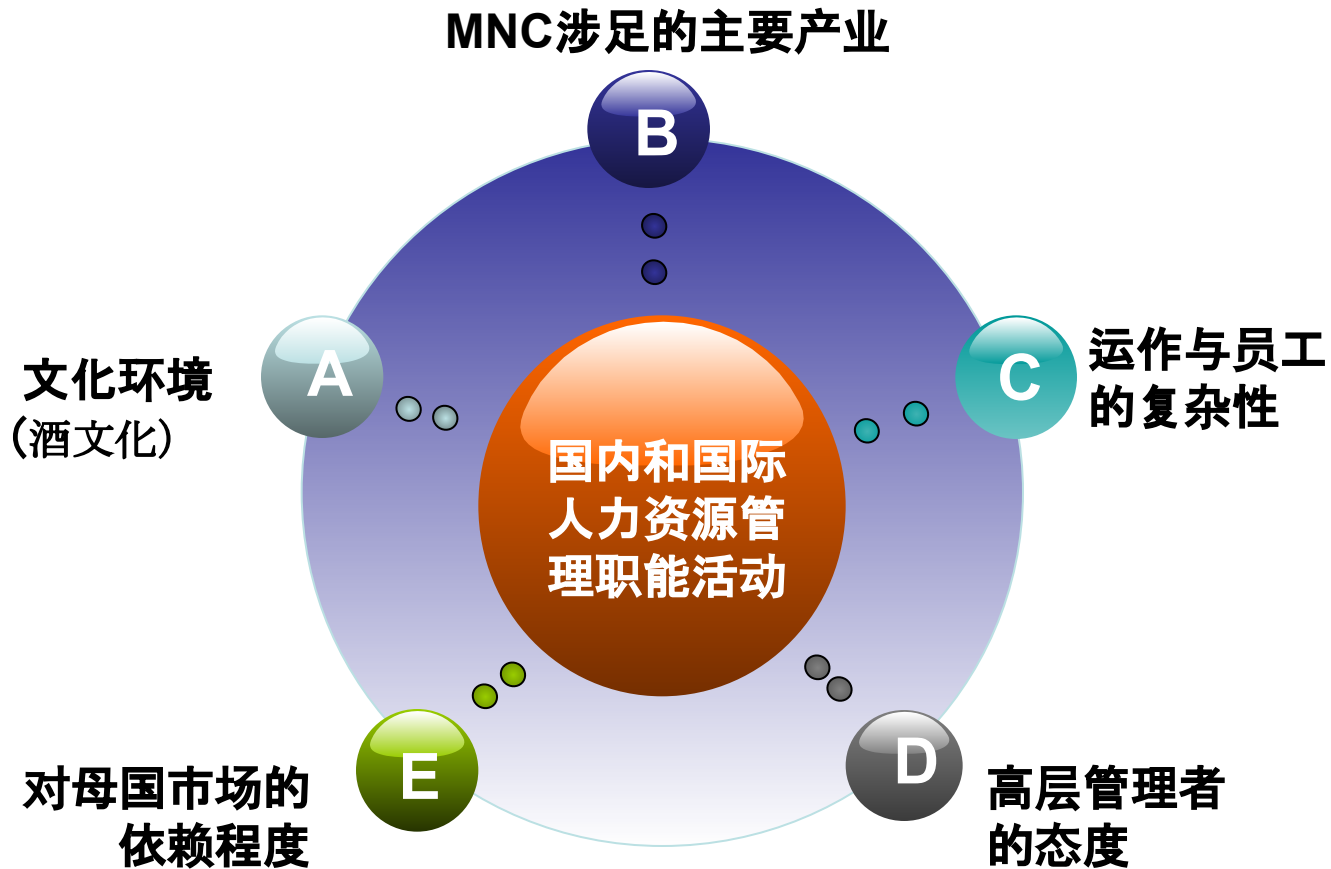 MNC涉足的主要产业
B
A
文化环境
(酒文化)
C
运作与员工
的复杂性
国内和国际
人力资源管
理职能活动
E
对母国市场的
依赖程度
D
高层管理者
的态度